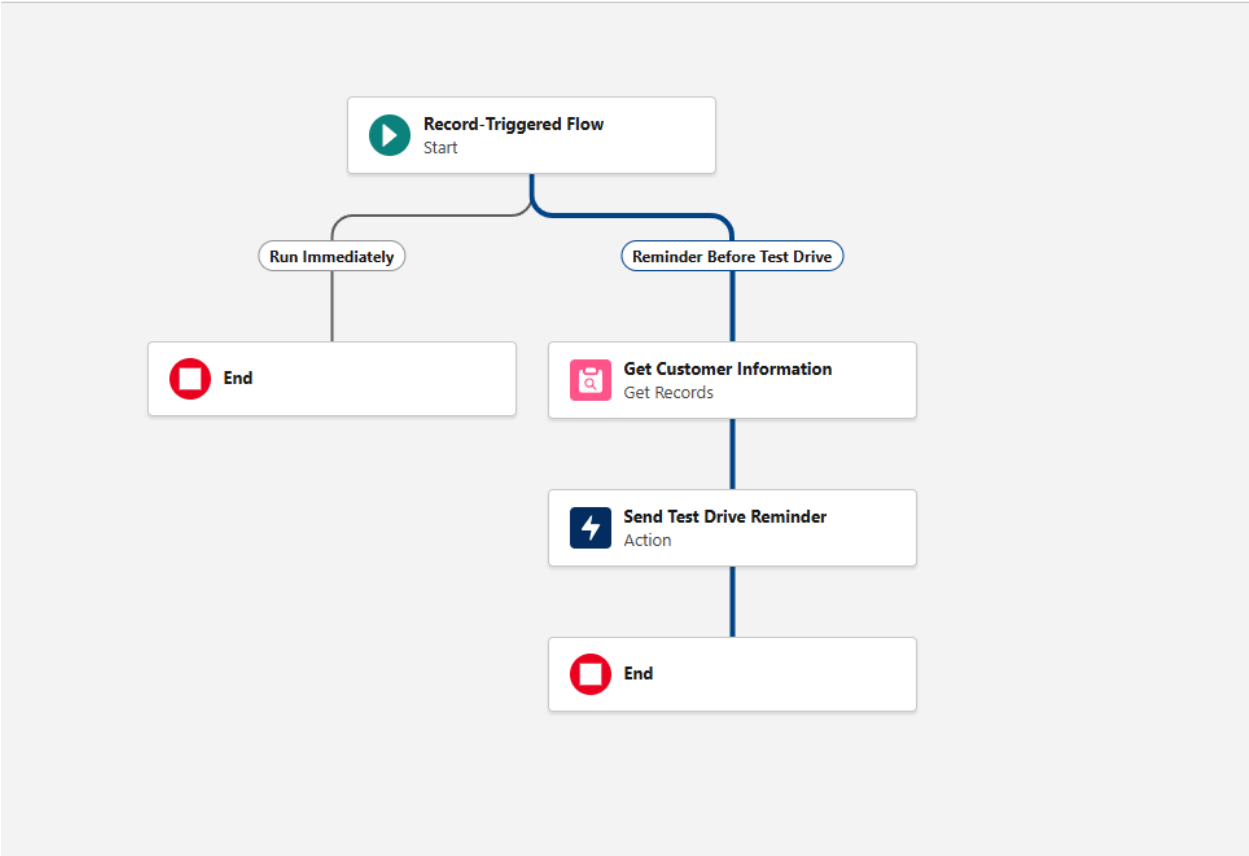 Record-Triggered Flow
Start
Run Immediately
Reminder Before Test Drive
End
Get Customer Information
Get Records
Send Test Drive Reminder
Action
End